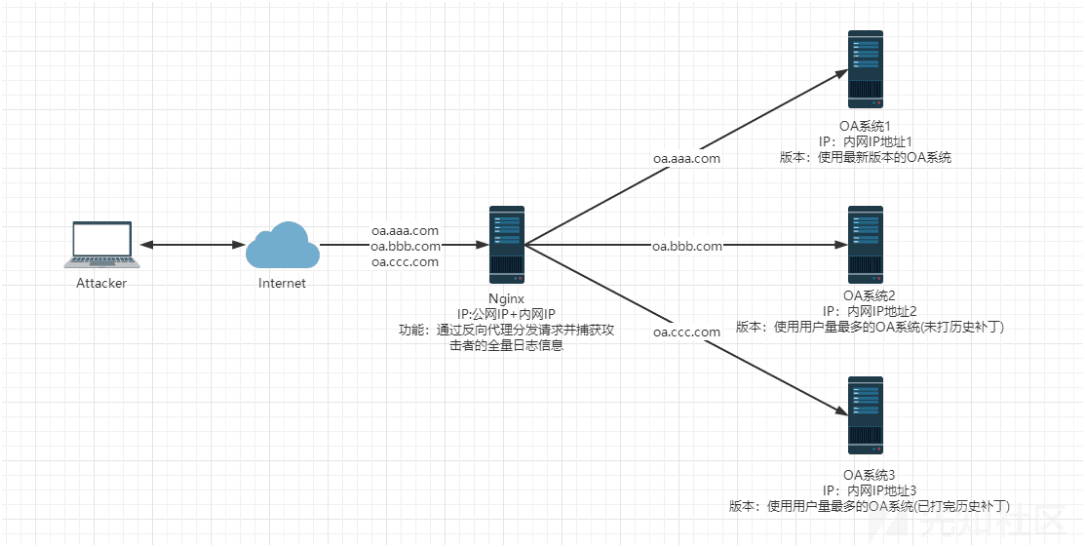 oa.aaa.com
OA系统1
IP：内网IP地址1
版本：使用最新版本的OA系统
Attacker
Internet
oa.aaa.com
oa.bbb.com
oa.ccc.com
Nginx
IP:公网IP+内网IP
功能：通过反向代理分发请求并捕获攻
击者的全量日志信息
oa.bbb.com
OA系统2
IP：内网IP地址2
版本：使用用户量最多的OA系统(未打历史补丁)
oa.ccc.com
OA系统3
IP：内网IP地址3
版本：使用用户量最多的OA系统(已打完历史补丁)
先知社区